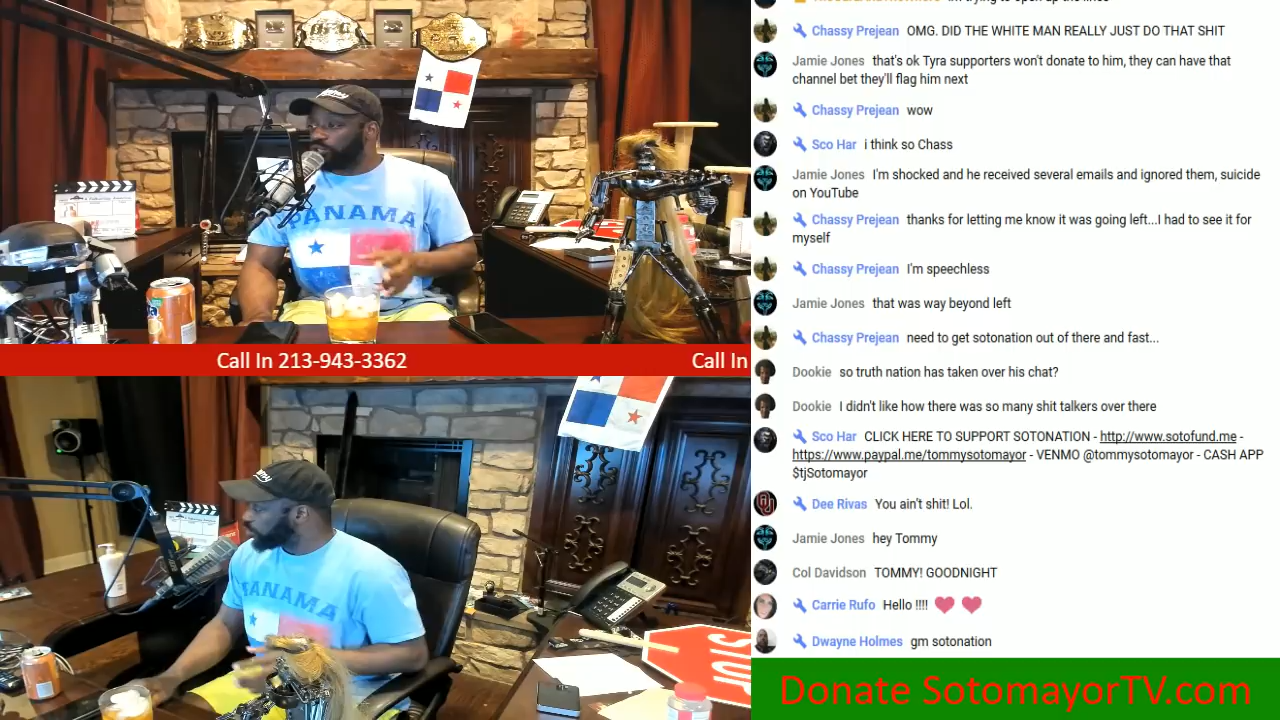 PANAMA
Call In 213-943-3362
Call In
PANAMA
Chassy Prejean OMG. DID THE WHITE MAN REALLY JUST DO THAT SHIT
Jamie Jones that's ok Tyra supporters won't donate to him, they can have that
channel bet they'll flag him next
Chassy Prejean wow
Sco Har i think so Chass
Jamie Jones I'm shocked and he received several emails and ignored them, suicide
on YouTube
Chassy Prejean thanks for letting me know it was going left...I had to see it for
myself
Chassy Prejean I'm speechless
Jamie Jones that was way beyond left
Chassy Prejean need to get sotonation out of there and fast...
Dookie so truth nation has taken over his chat?
Dookie I didn't like how there was so many shit talkers over there
Sco Har CLICK HERE TO SUPPORT SOTONATION - http://www.sotofund.me -
https://www.paypal.me/tommysotomayor - VENMO @tommysotomayor - CASH APP
$tjSotomayor
Dee Rivas You ain't shit! Lol.
Jamie Jones hey Tommy
Col Davidson TOMMY! GOODNIGHT
Carrie Rufo Hello !!!!
Dwayne Holmes gm sotonation
Donate SotomayorTV.com